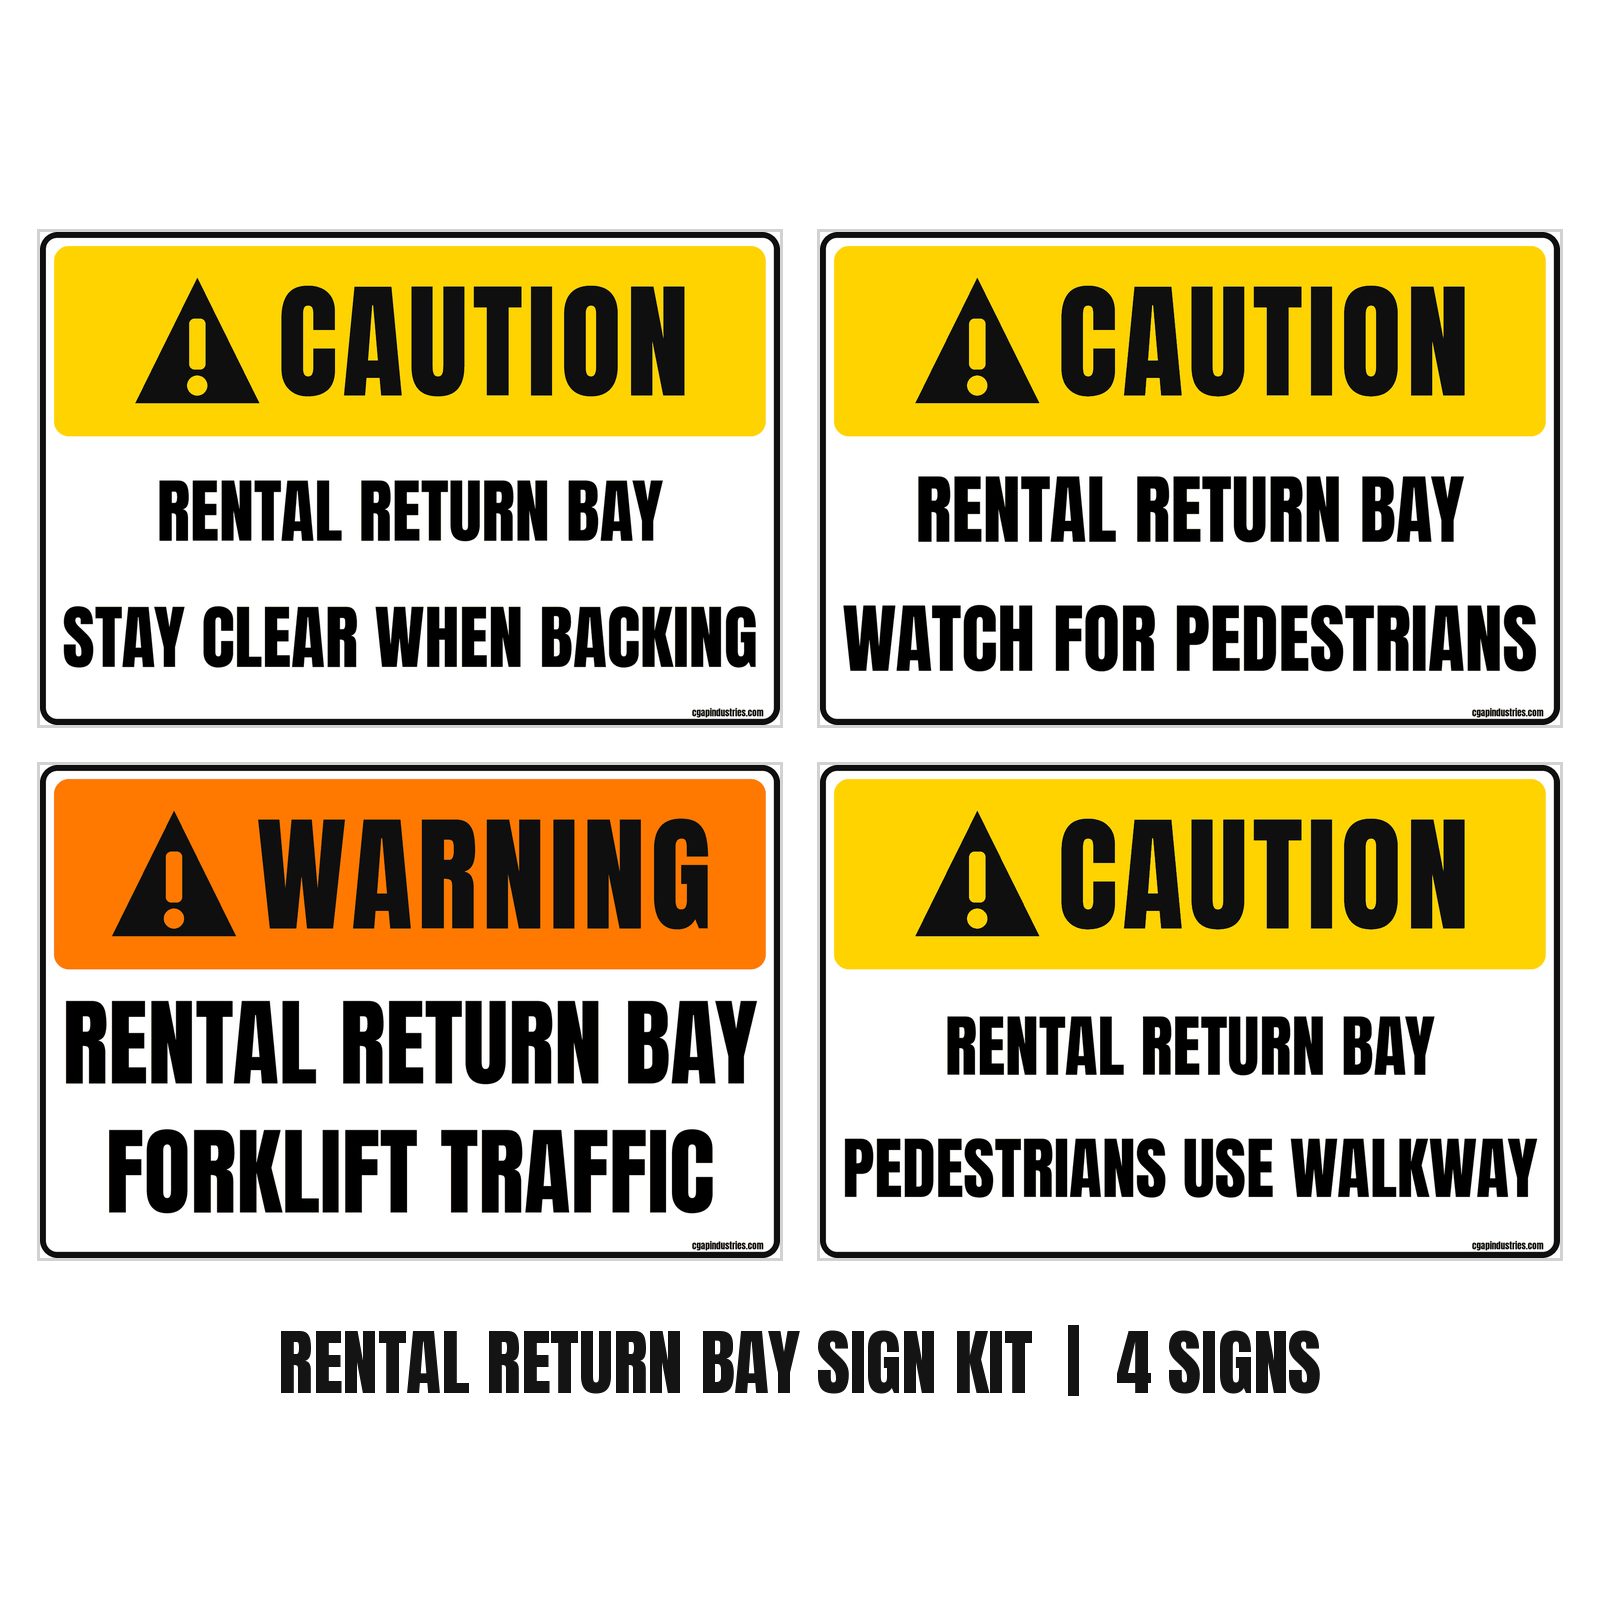 CAUTION
RENTAL RETURN BAY
STAY CLEAR WHEN BACKING
cgapindustries.com
CAUTION
RENTAL RETURN BAY
WATCH FOR PEDESTRIANS
cgapindustries.com
WARNING
RENTAL RETURN BAY
FORKLIFT TRAFFIC
cgapindustries.com
CAUTION
RENTAL RETURN BAY
PEDESTRIANS USE WALKWAY
cgapindustries.com
RENTAL RETURN BAY SIGN KIT | 4 SIGNS